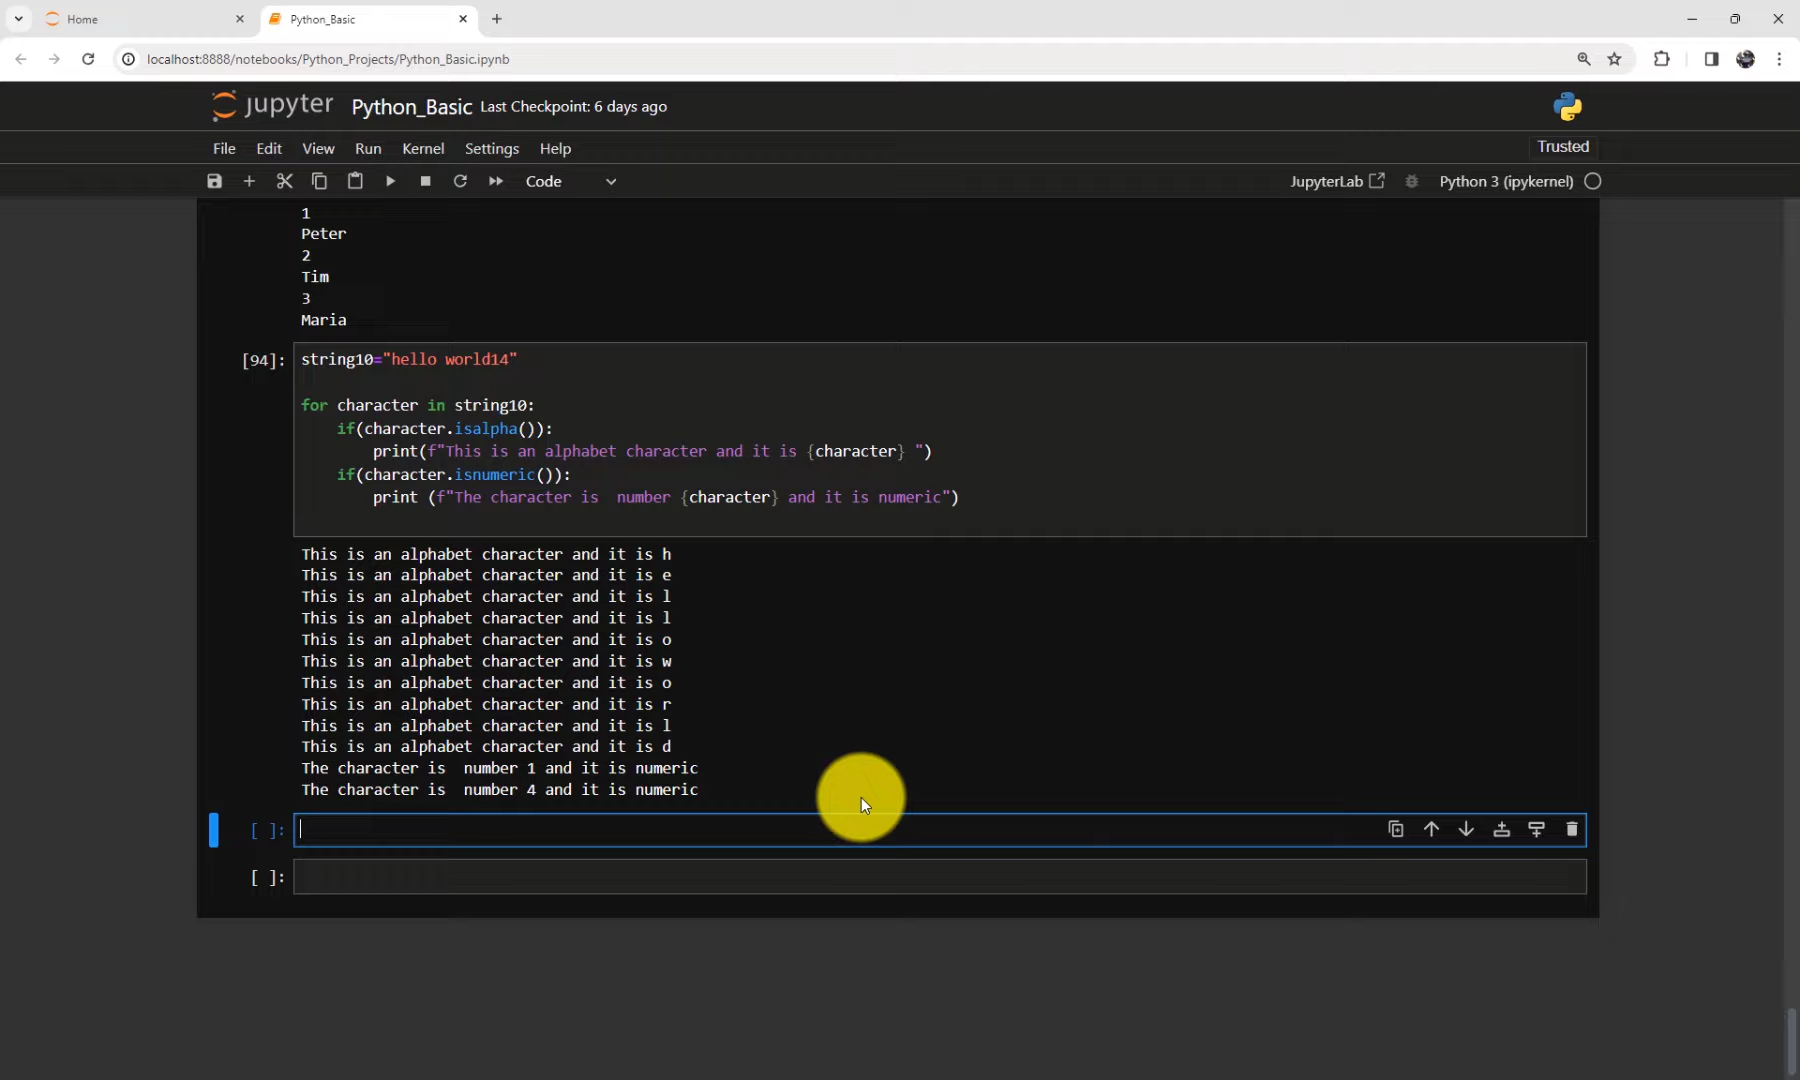 Home
Python_Basic
localhost:8888/notebooks/Python_Projects/Python_Basic.ipynb
jupyter Python_Basic Last Checkpoint: 6 days ago
File Edit View Run Kernel Settings Help
Trusted
Code
JupyterLab
Python 3 (ipykernel)
1
Peter
2
Tim
3
Maria
[94]: string10="hello world14"
for character in string10:
    if(character.isalpha()):
        print(f"This is an alphabet character and it is {character} ")
    if(character.isnumeric()):
        print (f"The character is  number {character} and it is numeric")
This is an alphabet character and it is h
This is an alphabet character and it is e
This is an alphabet character and it is l
This is an alphabet character and it is l
This is an alphabet character and it is o
This is an alphabet character and it is w
This is an alphabet character and it is o
This is an alphabet character and it is r
This is an alphabet character and it is l
This is an alphabet character and it is d
The character is  number 1 and it is numeric
The character is  number 4 and it is numeric
[ ]:
[ ]: